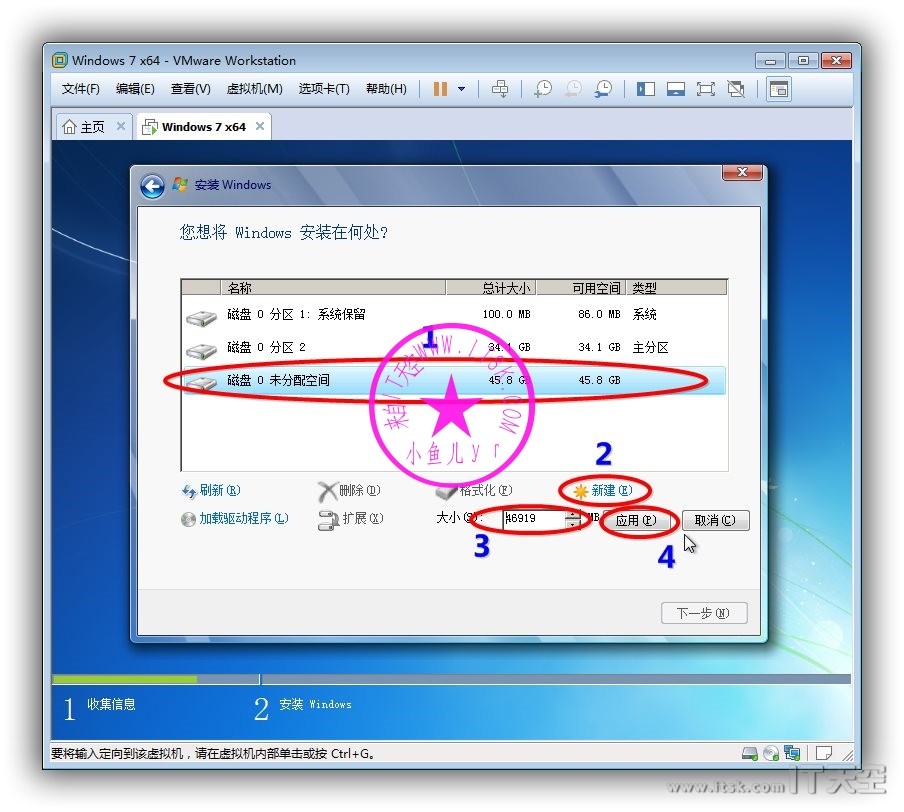 Windows 7 x64 - VMware Workstation
文件(F) 编辑(E) 查看(V) 虚拟机(M) 选项卡(T) 帮助(H)
主页 Windows 7 x64
安装 Windows
您想将 Windows 安装在何处?
名称 总计大小 可用空间 类型
磁盘 0 分区 1: 系统保留 100.0 MB 86.0 MB 系统
1
磁盘 0 分区 2 34.1 GB 34.1 GB 主分区
磁盘 0 未分配空间 45.8 GB 45.8 GB
来自IT天空WWW.ITSK.COM
小鱼儿yr
2
刷新(R) 删除(D) 格式化(F) 新建(E)
加载驱动程序(L) 扩展(X) 大小(S): 46919 MB 应用(P) 取消(C)
3
4
下一步(N)
1 收集信息 2 安装 Windows
要将输入定向到该虚拟机，请在虚拟机内部单击或按 Ctrl+G。
www.itsk.com IT天空